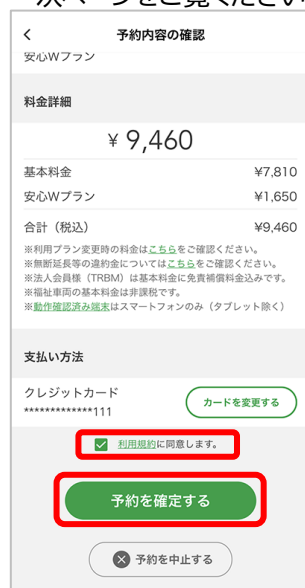 次ページをご覧ください
予約内容の確認
安心Wプラン
料金詳細
¥ 9,460
基本料金 ¥7,810
安心Wプラン ¥1,650
合計（税込） ¥9,460
※利用プラン変更時の料金はこちらをご確認ください。
※無断延長等の違約金についてはこちらをご確認ください。
※法人会員様（TRBM）は基本料金に免責補償料金込みです。
※福祉車両の基本料金は非課税です。
※動作確認済み端末はスマートフォンのみ（タブレット除く）
支払い方法
クレジットカード
*************111
カードを変更する
利用規約に同意します。
予約を確定する
予約を中止する